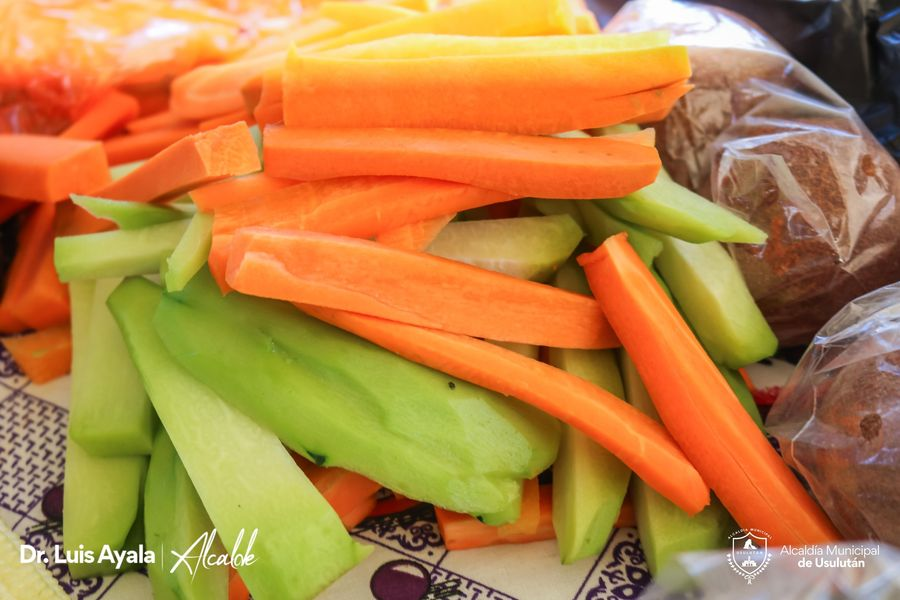 Dr. Luis Ayala | Alcalde
Alcaldía Municipal
de Usulután